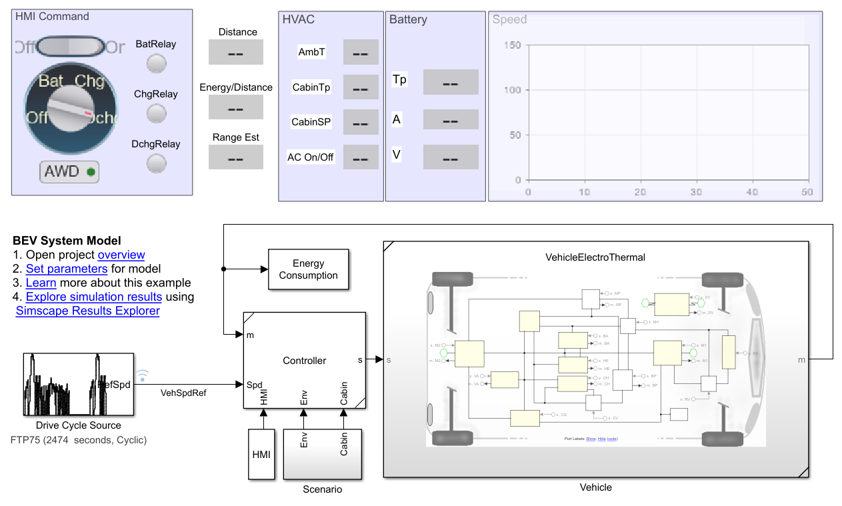 HMI Command
HVAC
Battery
Speed
Off
BatRelay
Bat Chg
Off
ChgRelay
DchgRelay
AWD
Distance
--
Energy/Distance
--
Range Est
--
AmbT --
CabinTp --
CabinSP --
AC On/Off --
Tp --
A --
V --
150
100
50
0
0 10 20 30 40 50
BEV System Model
1. Open project overview
2. Set parameters for model
3. Learn more about this example
4. Explore simulation results using
Simscape Results Explorer
Energy
Consumption
VehicleElectroThermal
m
Controller
s
s
m
Spd
HMI
Env
Cabin
RefSpd
VehSpdRef
Drive Cycle Source
FTP75 (2474 seconds, Cyclic)
HMI
Env
Cabin
Scenario
Vehicle